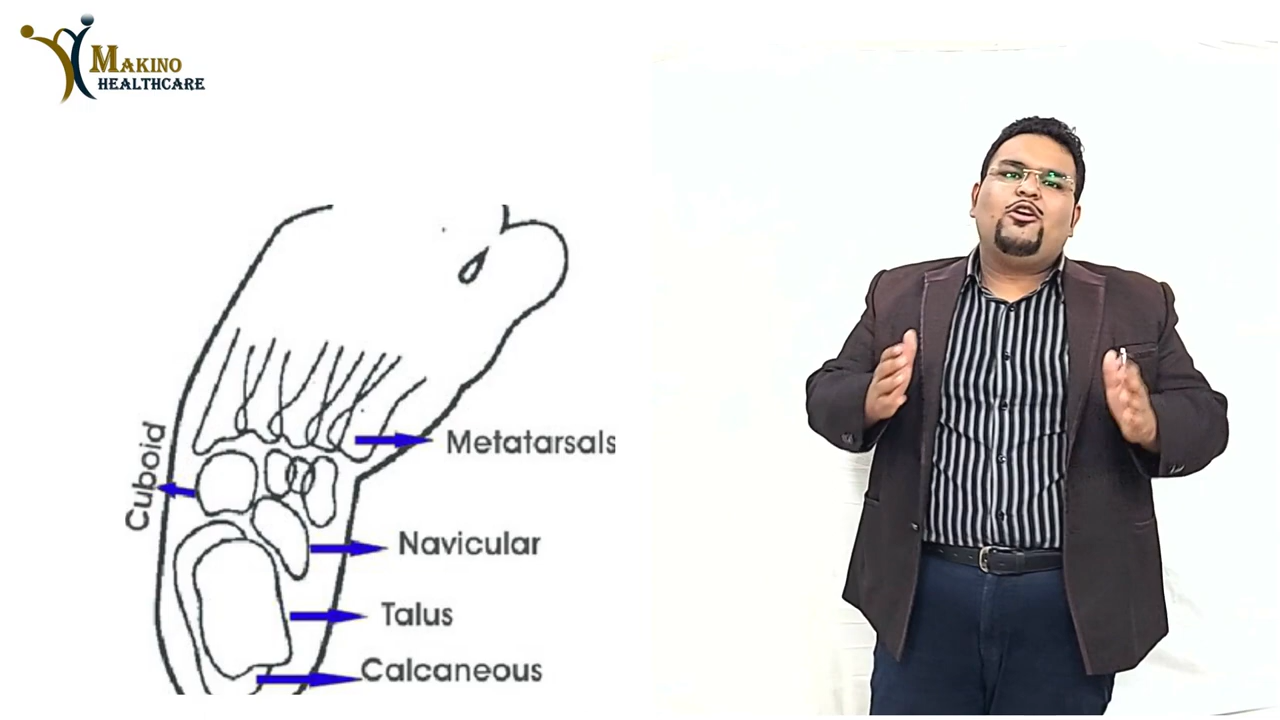 MAKINO
HEALTHCARE
Cuboid
Metatarsals
Navicular
Talus
Calcaneous